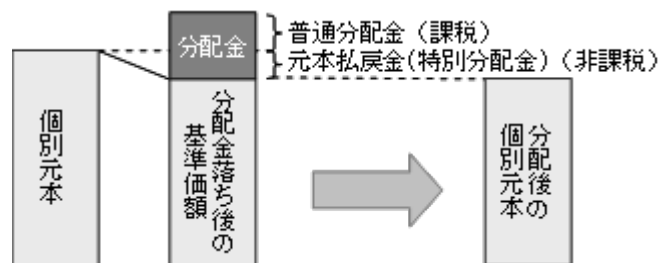 分配金
普通分配金（課税）
元本払戻金(特別分配金)（非課税）
個別元本
分配金落ち後の
基準価額
分配後の
個別元本